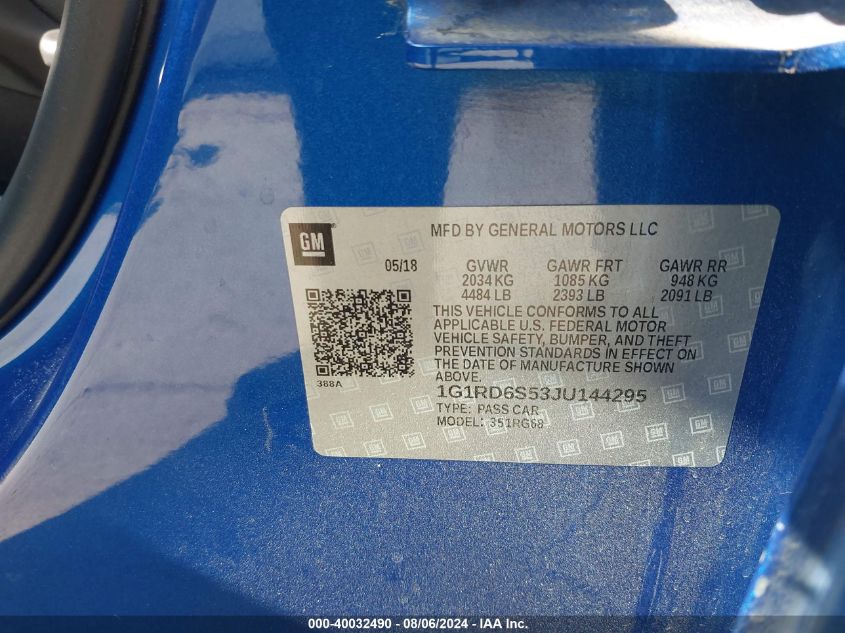 GM
MFD BY GENERAL MOTORS LLC
05/18
GVWR GAWR FRT GAWR RR
2034 KG 1085 KG 948 KG
4484 LB 2393 LB 2091 LB
THIS VEHICLE CONFORMS TO ALL
APPLICABLE U.S. FEDERAL MOTOR
VEHICLE SAFETY, BUMPER, AND THEFT
PREVENTION STANDARDS IN EFFECT ON
THE DATE OF MANUFACTURE SHOWN
ABOVE.
388A
1G1RD6S53JU144295
TYPE: PASS CAR
MODEL: 351RG68
000-40032490 - 08/06/2024 - IAA Inc.